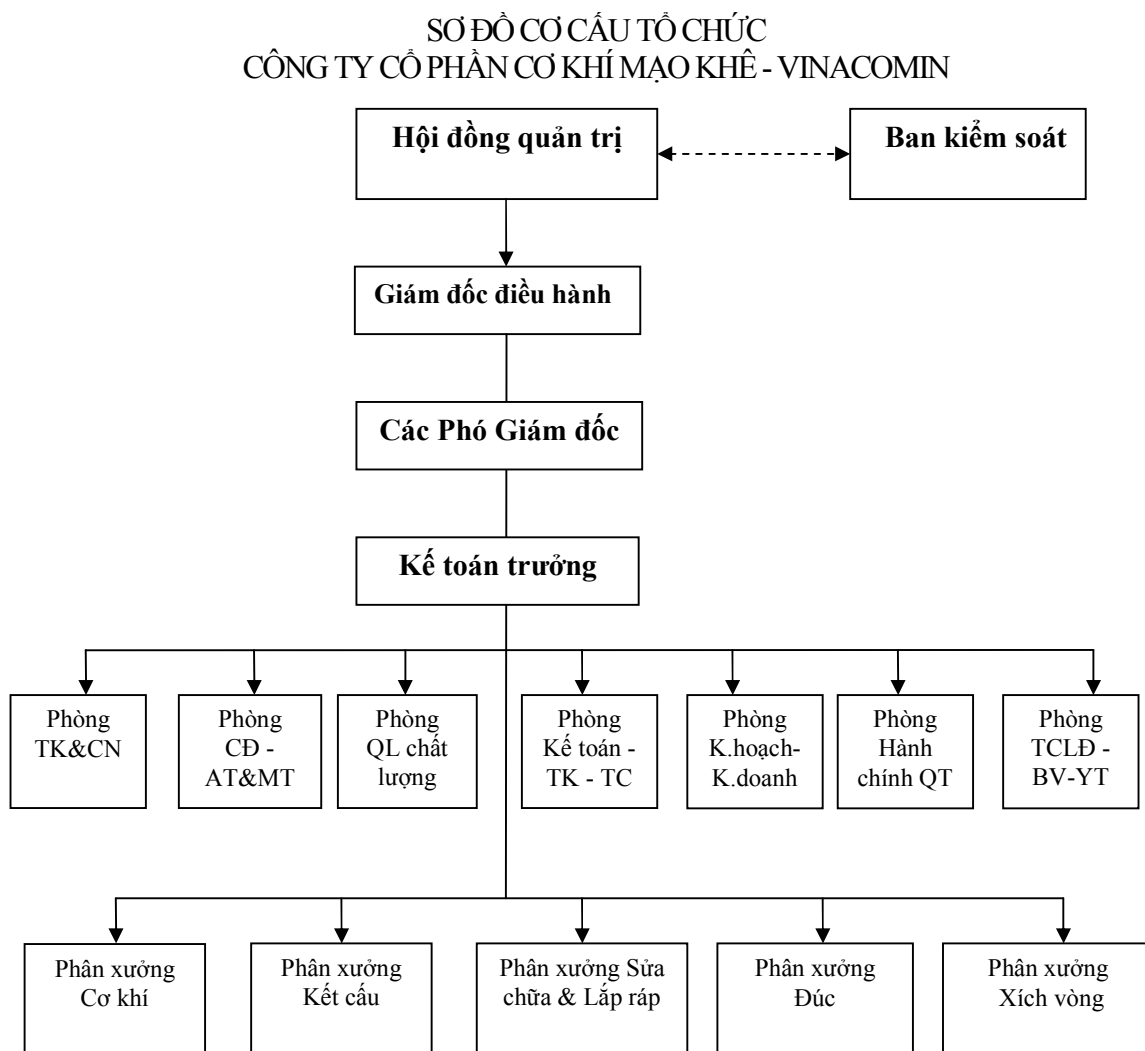 SƠ ĐỒ CƠ CẤU TỔ CHỨC
CÔNG TY CỔ PHẦN CƠ KHÍ MẠO KHÊ - VINACOMIN
Hội đồng quản trị
Ban kiểm soát
Giám đốc điều hành
Các Phó Giám đốc
Kế toán trưởng
Phòng
TK&CN
Phòng
CĐ -
AT&MT
Phòng
QL chất
lượng
Phòng
Kế toán -
TK - TC
Phòng
K.hoạch-
K.doanh
Phòng
Hành
chính QT
Phòng
TCLĐ -
BV-YT
Phân xưởng
Cơ khí
Phân xưởng
Kết cấu
Phân xưởng Sửa
chữa & Lắp ráp
Phân xưởng
Đúc
Phân xưởng
Xích vòng